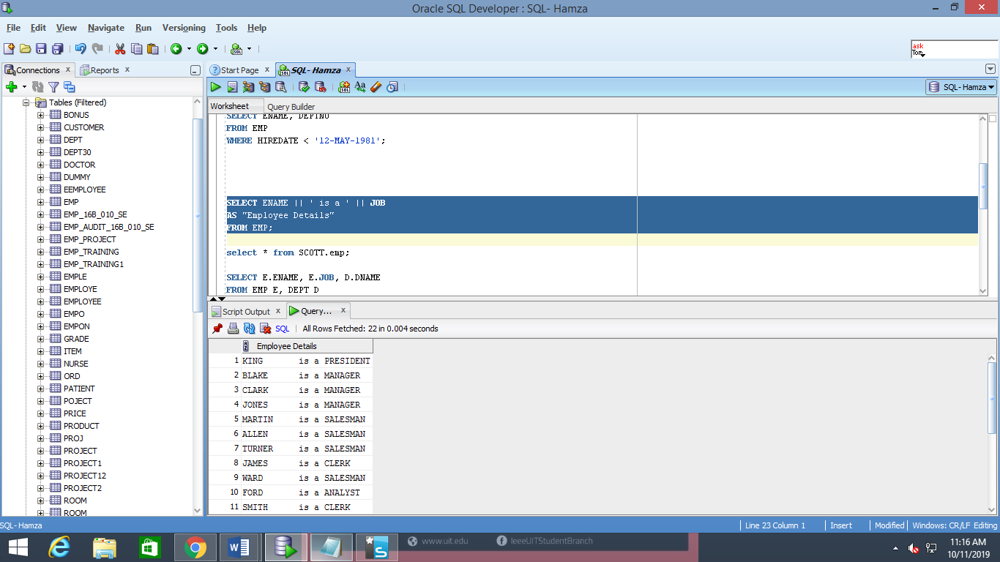 Oracle SQL Developer : SQL- Hamza
File Edit View Navigate Run Versioning Tools Help
ask
Tom
Connections x Reports x
Start Page x SQL- Hamza x
SQL- Hamza
Worksheet Query Builder
Tables (Filtered)
BONUS
CUSTOMER
DEPT
DEPT30
DOCTOR
DUMMY
EEMPLOYEE
EMP
EMP_16B_010_SE
EMP_AUDIT_16B_010_SE
EMP_PROJECT
EMP_TRAINING
EMP_TRAINING1
EMPLE
EMPLOYE
EMPLOYEE
EMPO
EMPON
GRADE
ITEM
NURSE
ORD
PATIENT
POJECT
PRICE
PRODUCT
PROJ
PROJECT
PROJECT1
PROJECT12
PROJECT2
ROOM
ROOM
SELECT ENAME, DEPTNO
FROM EMP
WHERE HIREDATE < '12-MAY-1981';
SELECT ENAME || ' is a ' || JOB
AS "Employee Details"
FROM EMP;
select * from SCOTT.emp;
SELECT E.ENAME, E.JOB, D.DNAME
FROM EMP E, DEPT D
Script Output x Query... x
SQL | All Rows Fetched: 22 in 0.004 seconds
Employee Details
1 KING is a PRESIDENT
2 BLAKE is a MANAGER
3 CLARK is a MANAGER
4 JONES is a MANAGER
5 MARTIN is a SALESMAN
6 ALLEN is a SALESMAN
7 TURNER is a SALESMAN
8 JAMES is a CLERK
9 WARD is a SALESMAN
10 FORD is a ANALYST
11 SMITH is a CLERK
SQL- Hamza
Line 23 Column 1 | Insert | Modified | Windows: CR/LF Editing
www.uit.edu IeeeUITStudentBranch
11:16 AM
10/11/2019